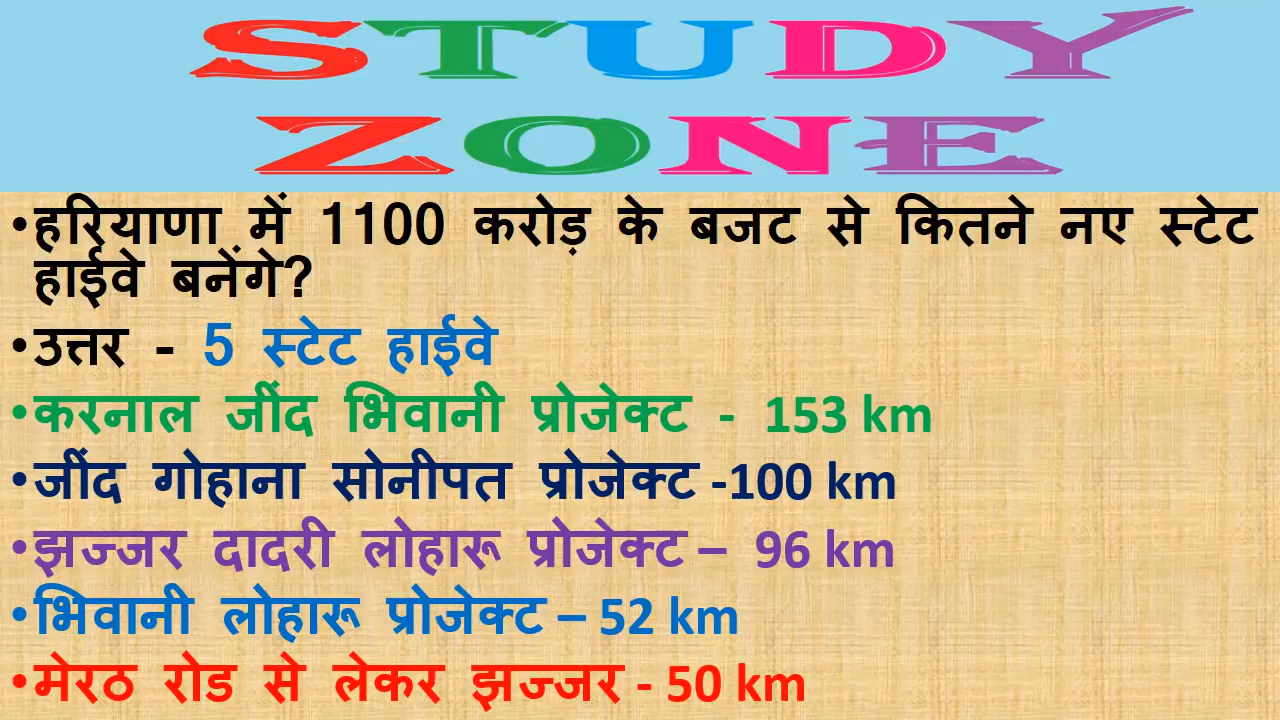 STUDY
ZONE
•हरियाणा में 1100 करोड़ के बजट से कितने नए स्टेट
हाईवे बनेंगे?
•उत्तर - 5 स्टेट हाईवे
•करनाल जींद भिवानी प्रोजेक्ट - 153 km
•जींद गोहाना सोनीपत प्रोजेक्ट -100 km
•झज्जर दादरी लोहारू प्रोजेक्ट – 96 km
•भिवानी लोहारू प्रोजेक्ट – 52 km
•मेरठ रोड से लेकर झज्जर - 50 km